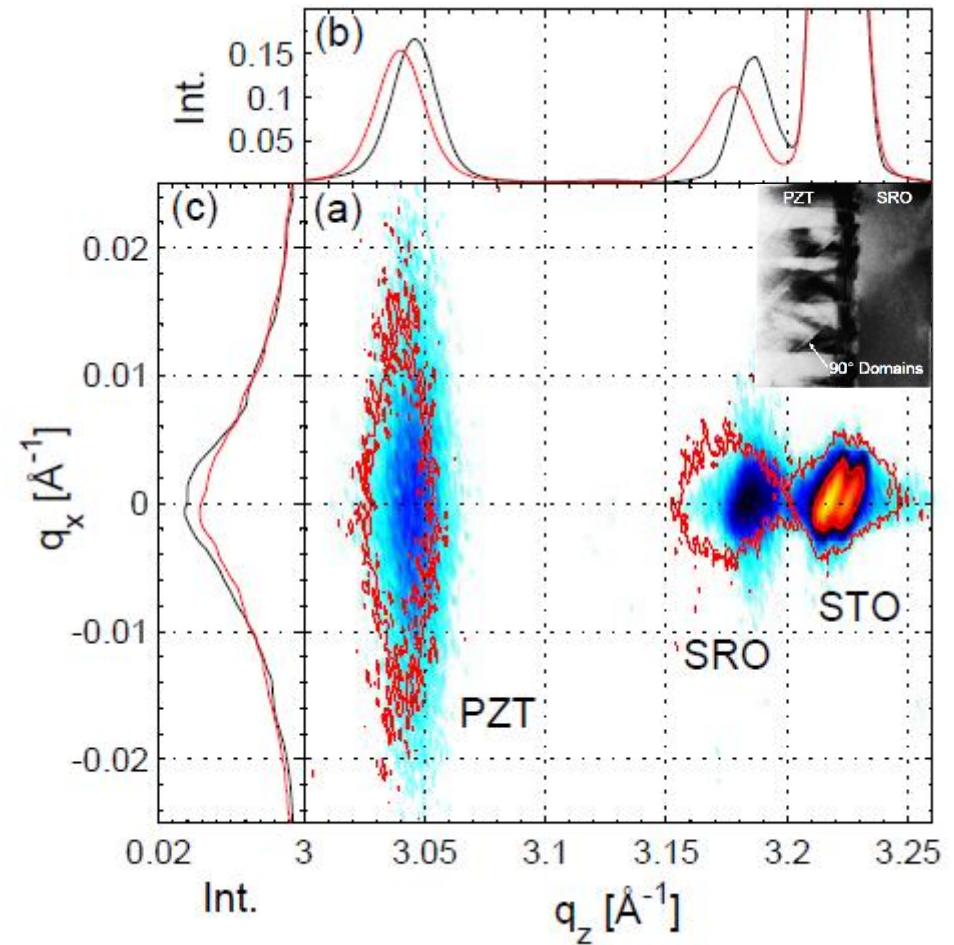 (b)
0.15
0.1
0.05
Int.
(c)
(a)
PZT
SRO
90° Domains
0.02
0.01
0
-0.01
-0.02
qx [Å-1]
STO
SRO
PZT
0.02
3
3.05
3.1
3.15
3.2
3.25
Int.
qz [Å-1]